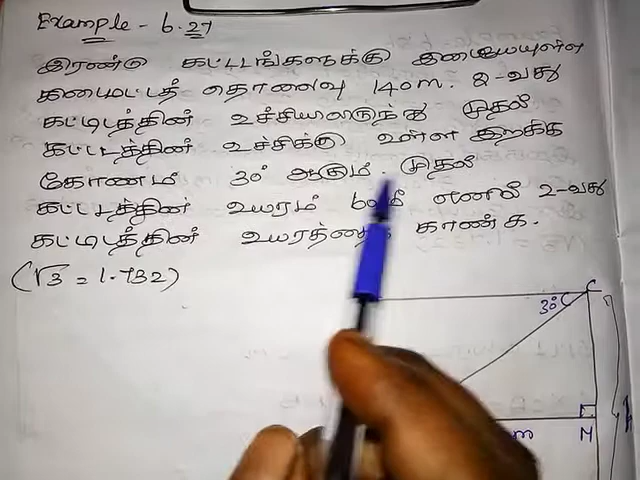 Example - 6.27
இரண்டு கட்டடங்களுக்கு இடையேயுள்ள
கிடைமட்டத் தொலைவு 140m. 2-வது
கட்டிடத்தின் உச்சியிலிருந்து முதல்
கட்டடத்தின் உச்சிக்கு உள்ள இறக்க
கோணம் 30° ஆகும். முதல்
கட்டடத்தின் உயரம் 60மீ எனில் 2-வது
கட்டிடத்தின் உயரத்தை காண்க.
(√3 = 1.732)
C
30°
M
m
h